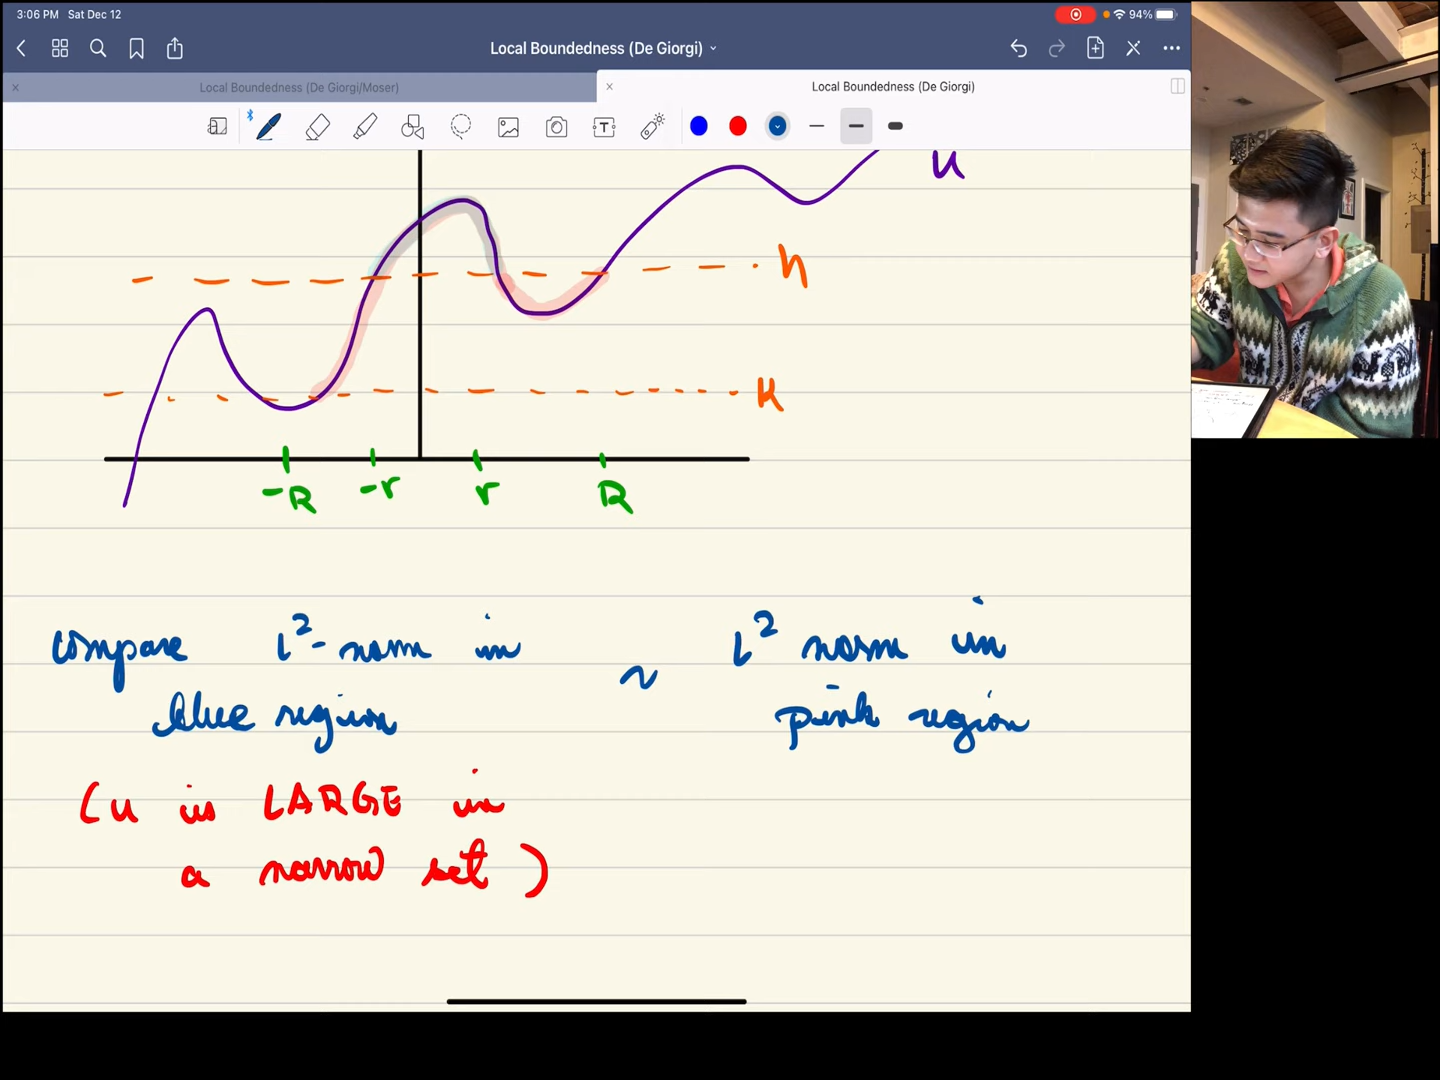 3:06 PM Sat Dec 12
94%
Local Boundedness (De Giorgi)
Local Boundedness (De Giorgi/Moser)
Local Boundedness (De Giorgi)
u
h
k
-R -r r R
compare L²-norm in ~ L² norm in
blue region pink region
(u is LARGE in
a narrow set)